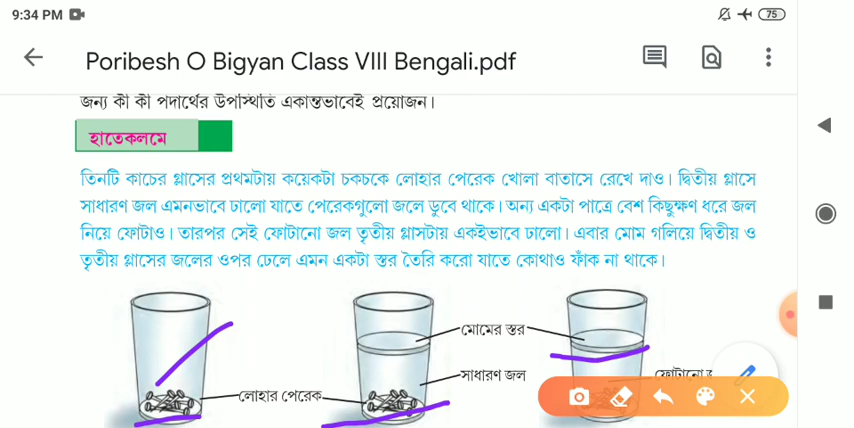 9:34 PM
75
Poribesh O Bigyan Class VIII Bengali.pdf
জন্য কী কী পদার্থের উপস্থিতি একান্তভাবেই প্রয়োজন।
হাতেকলমে
তিনটি কাচের গ্লাসের প্রথমটায় কয়েকটা চকচকে লোহার পেরেক খোলা বাতাসে রেখে দাও। দ্বিতীয় গ্লাসে
সাধারণ জল এমনভাবে ঢালো যাতে পেরেকগুলো জলে ডুবে থাকে। অন্য একটা পাত্রে বেশ কিছুক্ষণ ধরে জল
নিয়ে ফোটাও। তারপর সেই ফোটানো জল তৃতীয় গ্লাসটায় একইভাবে ঢালো। এবার মোম গলিয়ে দ্বিতীয় ও
তৃতীয় গ্লাসের জলের ওপর ঢেলে এমন একটা স্তর তৈরি করো যাতে কোথাও ফাঁক না থাকে।
মোমের স্তর
সাধারণ জল
ফোটানো
লোহার পেরেক